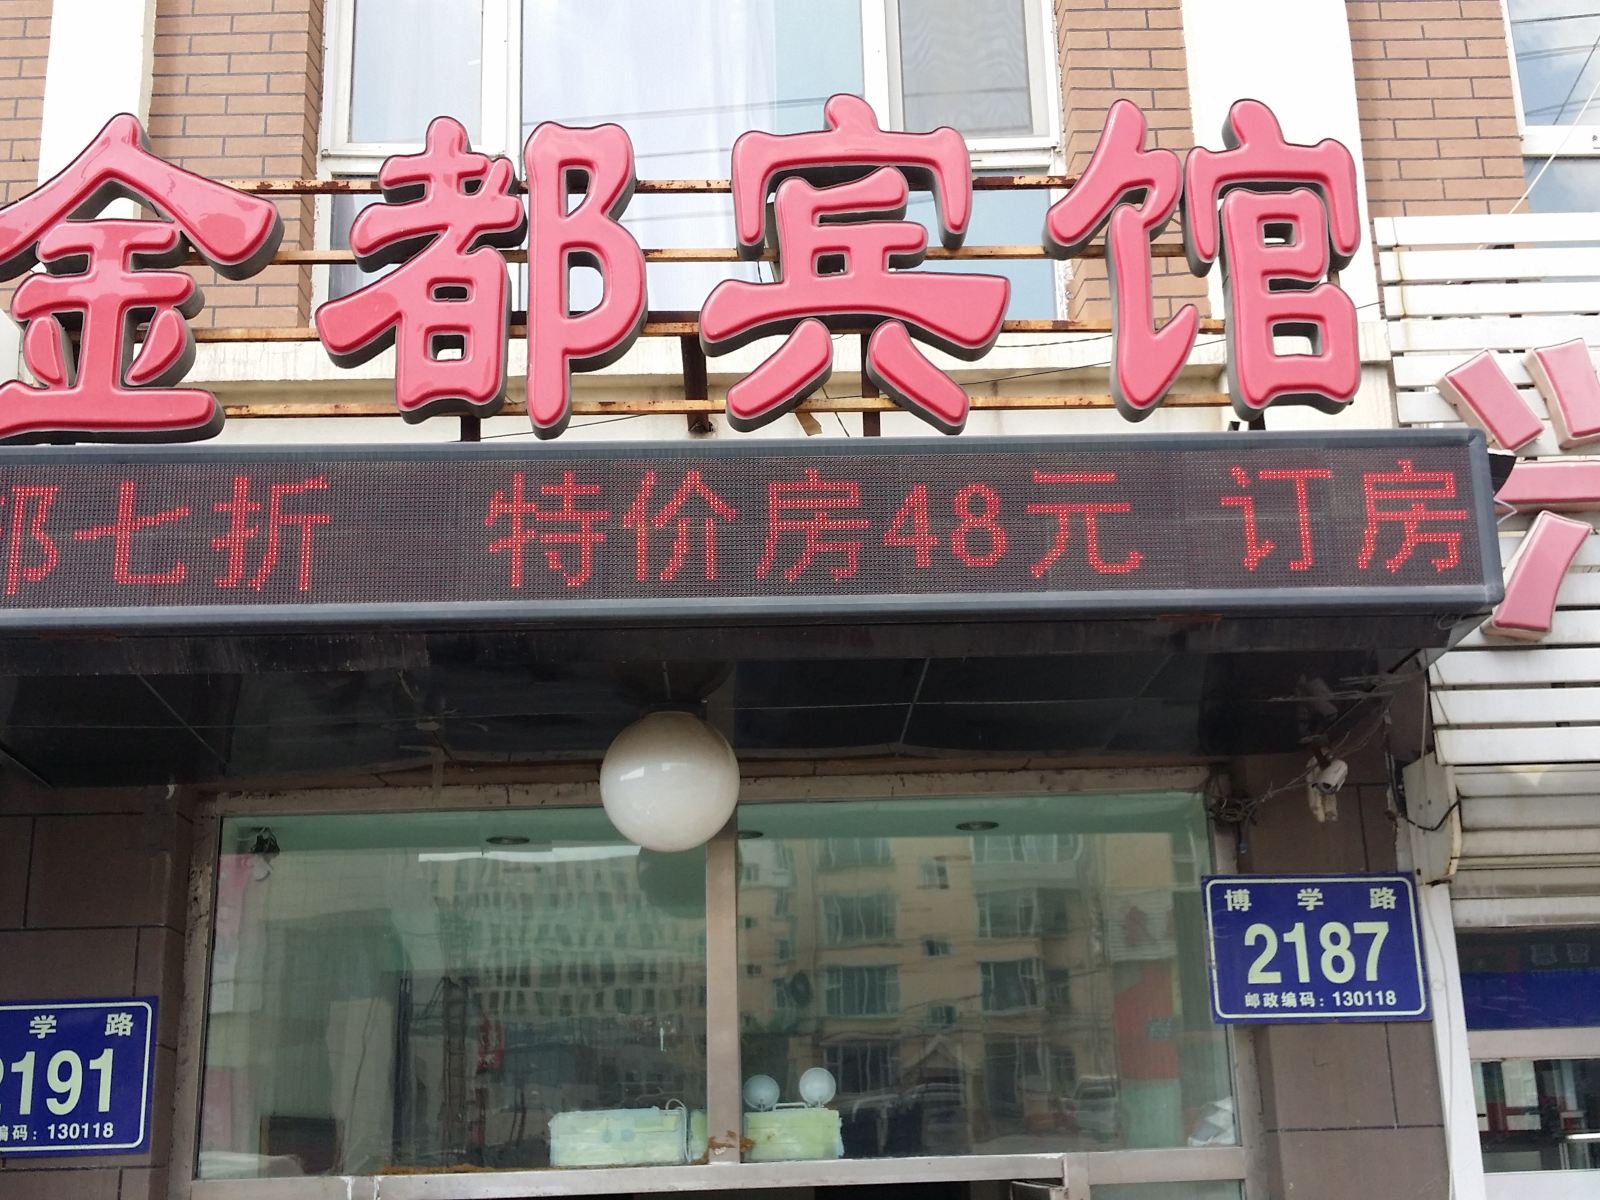 金都宾馆
七折 特价房48元 订房
博学路
2187
邮政编码：130118
学路
2191
编码：130118